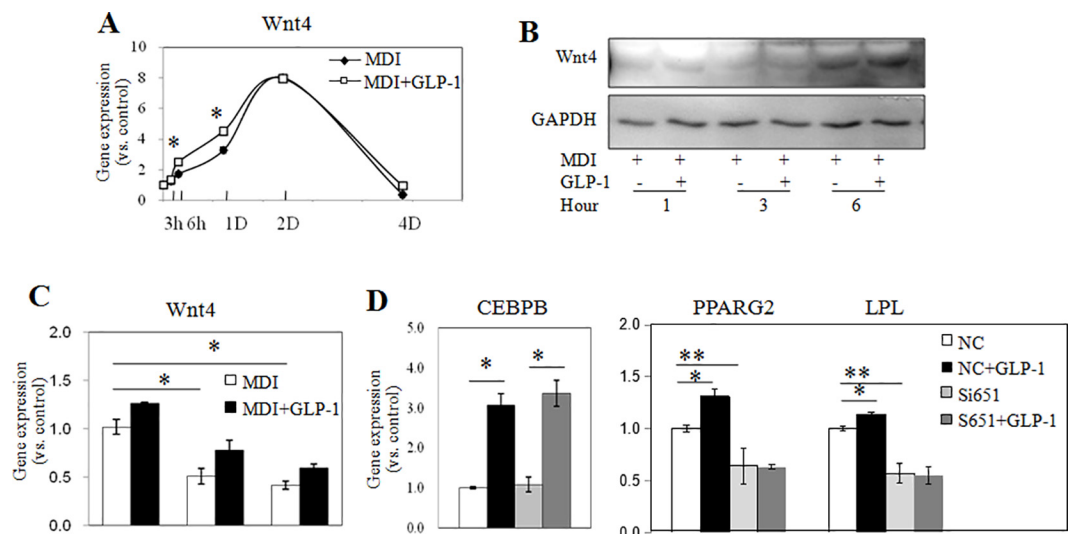 A
Wnt4
Gene expression
(vs. control)
10
8
6
4
2
0
*
*
MDI
MDI+GLP-1
3h 6h 1D 2D 4D
B
Wnt4
GAPDH
MDI + + + + + +
GLP-1 - + - + - +
Hour 1 3 6
C
Wnt4
Gene expression
(vs. control)
2.0
1.5
1.0
0.5
0.0
*
*
MDI
MDI+GLP-1
D
CEBPB
Gene expression
(vs. control)
5.0
4.0
3.0
2.0
1.0
0.0
* *
PPARG2 LPL
2.0
1.5
1.0
0.5
0.0
**
*
**
*
NC
NC+GLP-1
Si651
S651+GLP-1